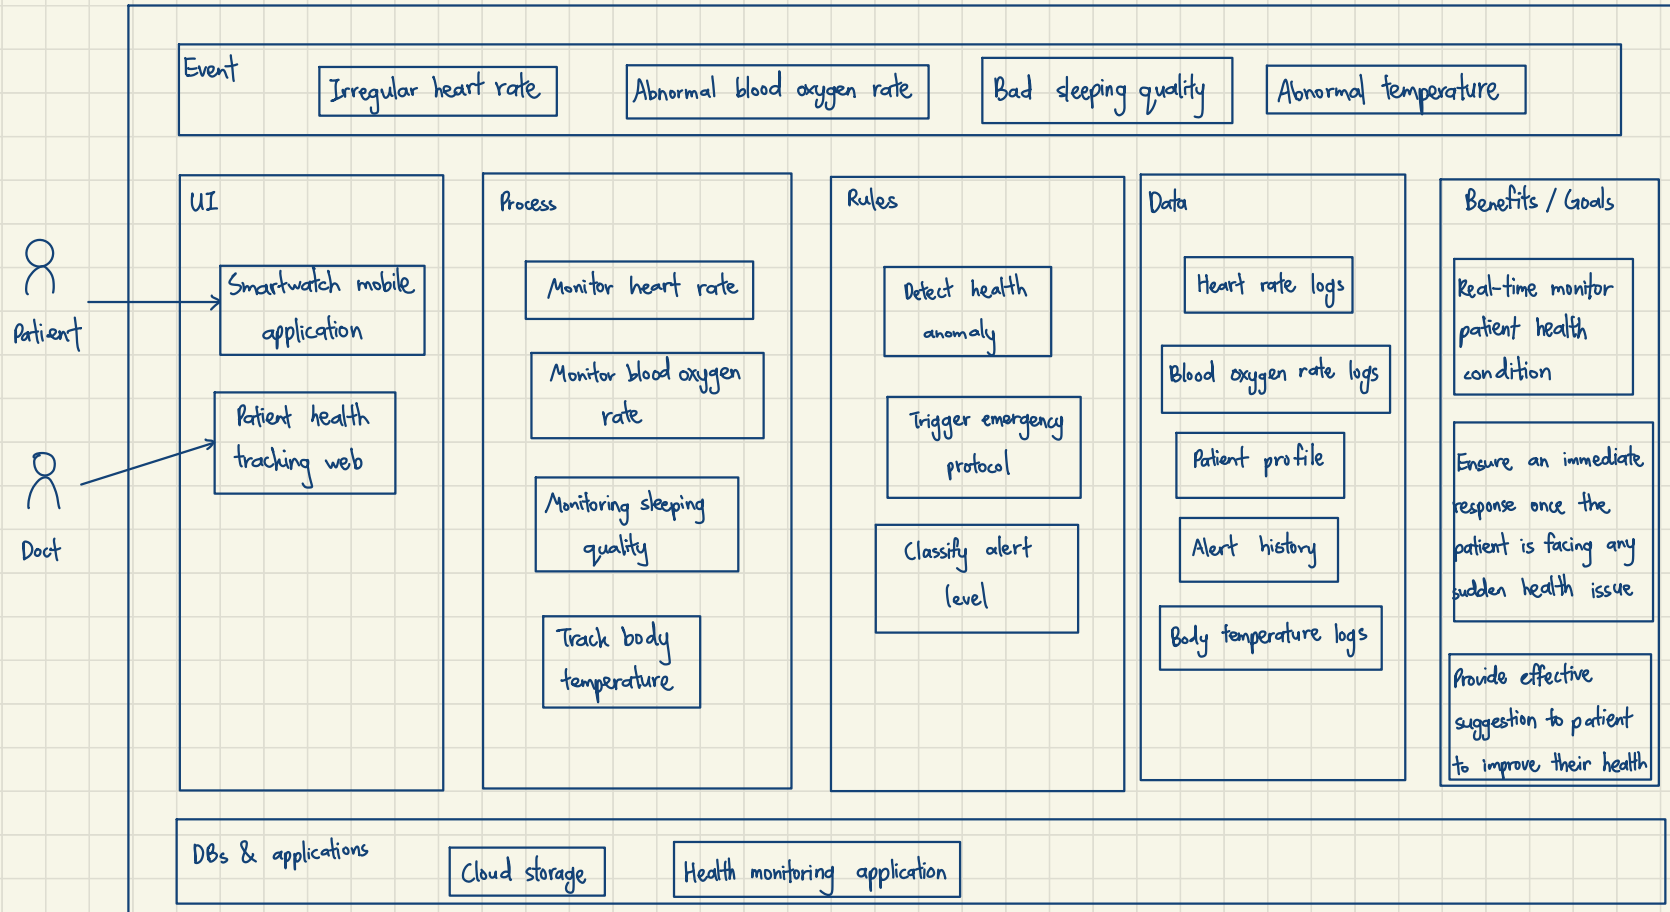 Event
Irregular heart rate
Abnormal blood oxygen rate
Bad sleeping quality
Abnormal temperature
Patient
Doct
UI
Smartwatch mobile
application
Patient health
tracking web
Process
Monitor heart rate
Monitor blood oxygen
rate
Monitoring sleeping
quality
Track body
temperature
Rules
Detect health
anomaly
Trigger emergency
protocol
Classify alert
level
Data
Heart rate logs
Blood oxygen rate logs
Patient profile
Alert history
Body temperature logs
Benefits / Goals
Real-time monitor
patient health
condition
Ensure an immediate
response once the
patient is facing any
sudden health issue
Provide effective
suggestion to patient
to improve their health
DBs & applications
Cloud storage
Health monitoring application